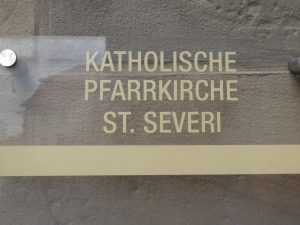 KATHOLISCHE
PFARRKIRCHE
ST. SEVERI